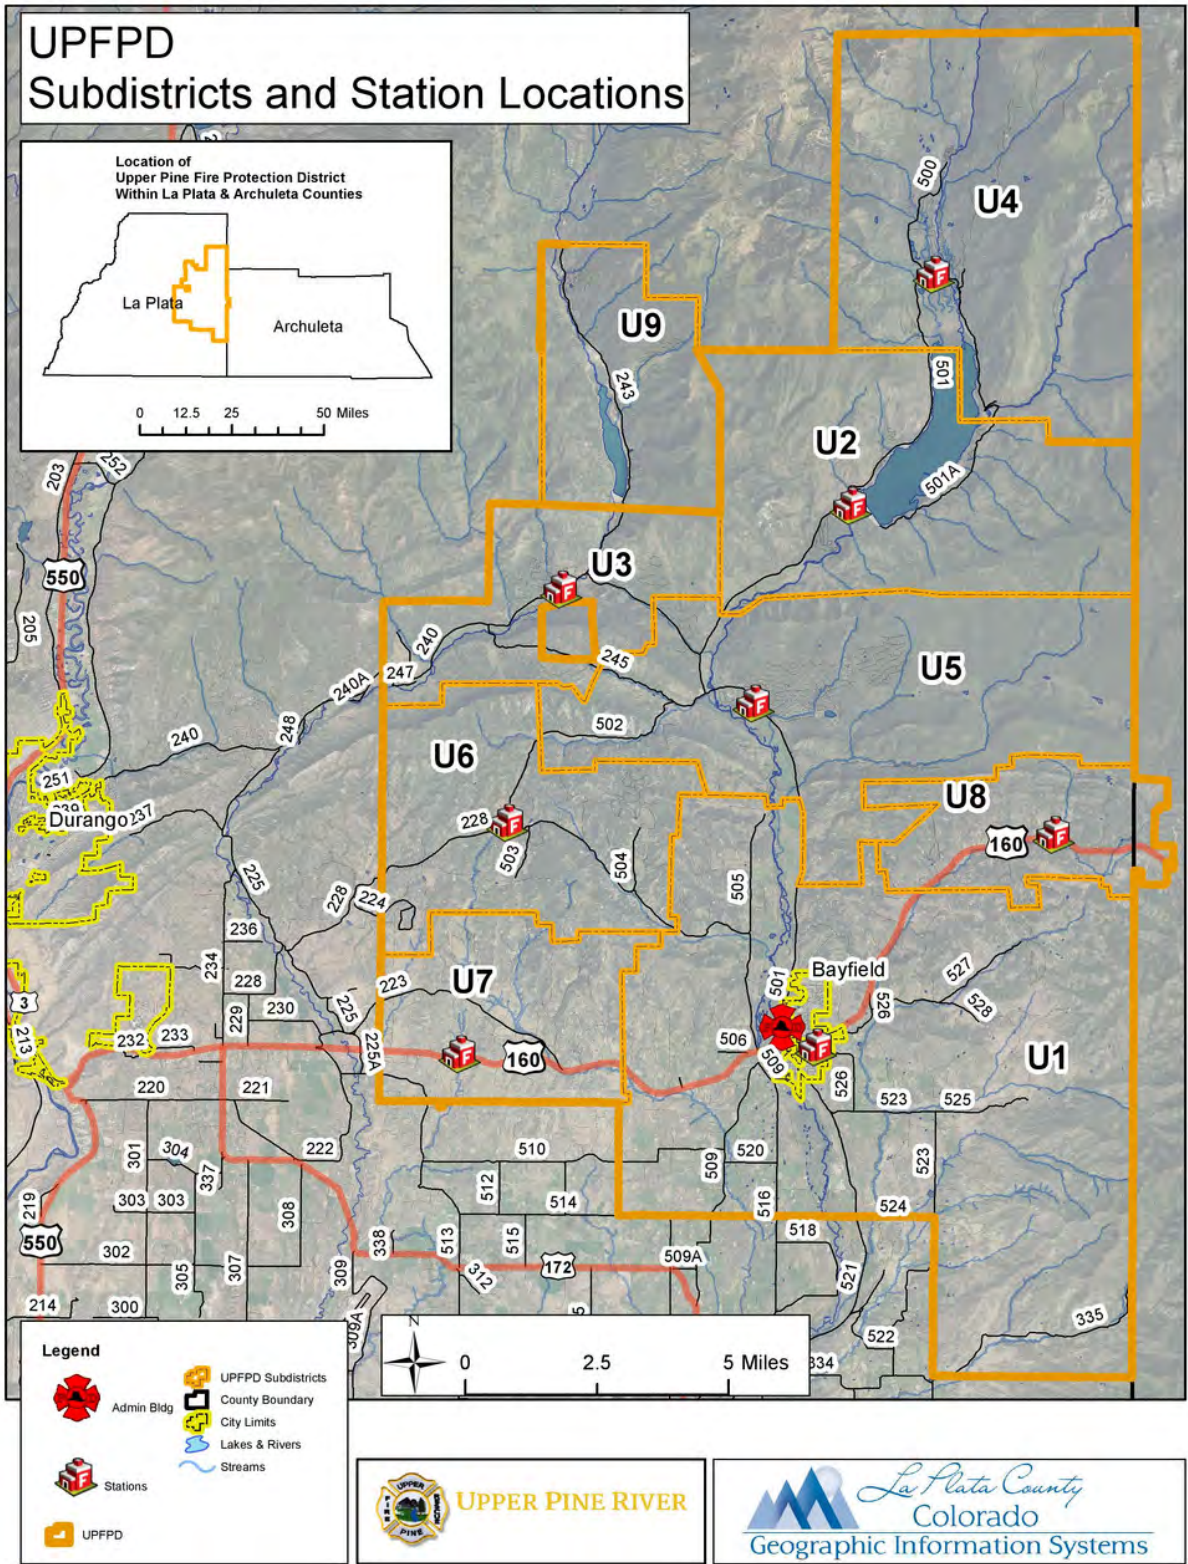 UPFPD
Subdistricts and Station Locations
Location of
Upper Pine Fire Protection District
Within La Plata & Archuleta Counties
La Plata
Archuleta
0 12.5 25 50 Miles
500
U4
U9
243
501
U2
501A
203
252
550
U3
205
240
245
247
240A
U5
248
502
240
U6
251
239
Durango
237
U8
228
160
503
504
225
505
228
224
236
234
Bayfield
527
U7
501
228
223
528
3
230
526
229
225
213
232
233
225A
506
160
509
U1
220
221
526
523
525
301
304
222
510
520
337
509
523
512
303
303
514
516
219
308
524
338
513
515
518
550
302
509A
172
305
307
309
312
521
214
300
5
335
309A
522
334
N
0 2.5 5 Miles
Legend
Admin Bldg
Stations
UPFPD
UPFPD Subdistricts
County Boundary
City Limits
Lakes & Rivers
Streams
UPPER
PINE
UPPER PINE RIVER
La Plata County
Colorado
Geographic Information Systems